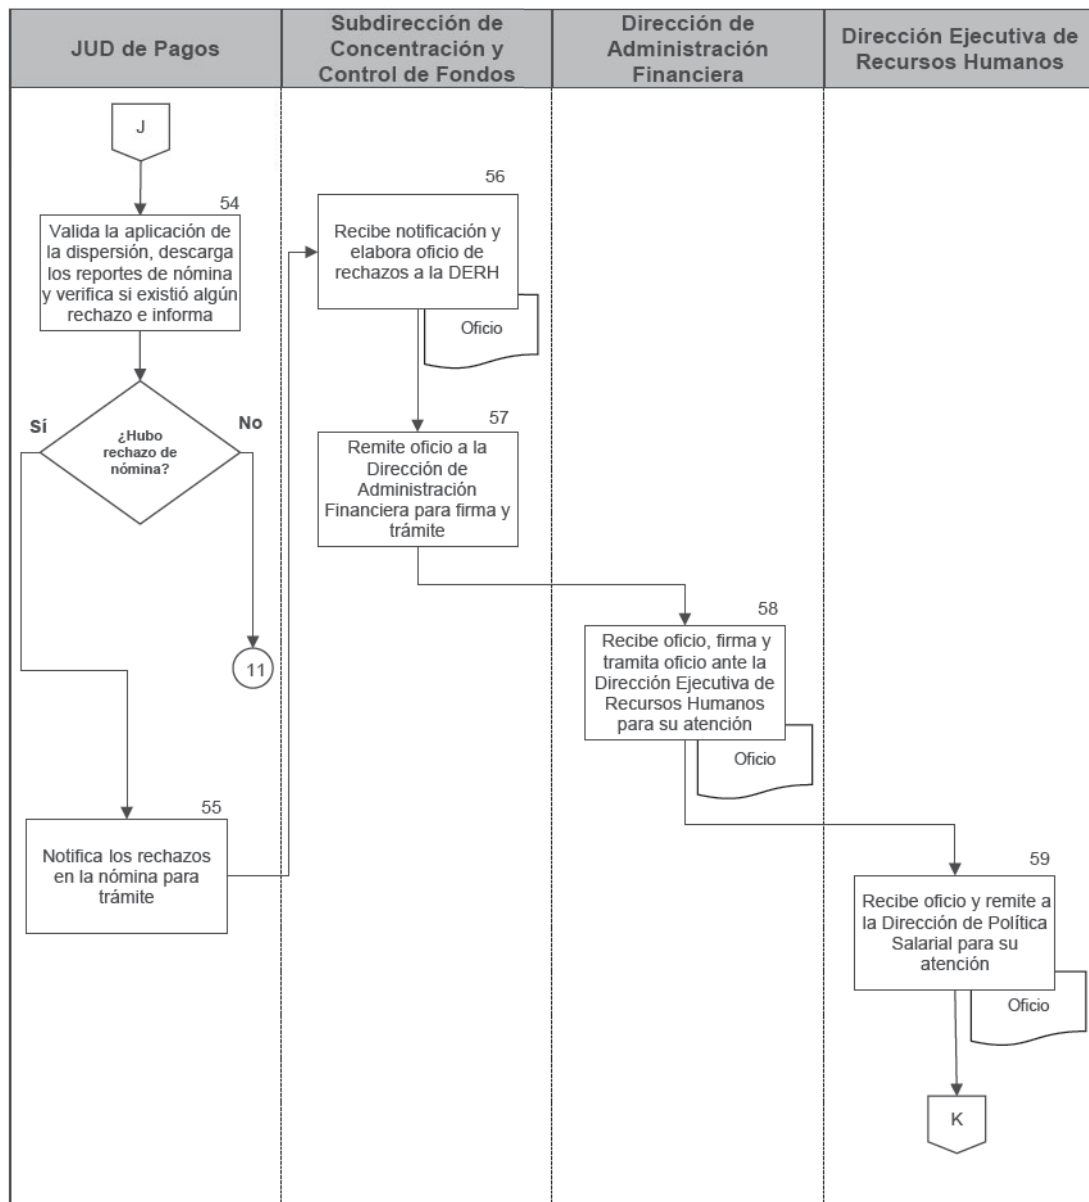 JUD de Pagos
Subdirección de
Concentración y
Control de Fondos
Dirección de
Administración
Financiera
Dirección Ejecutiva de
Recursos Humanos
J
54
Valida la aplicación de
la dispersión, descarga
los reportes de nómina
y verifica si existió algún
rechazo e informa
Sí
¿Hubo
rechazo de
nómina?
No
11
55
Notifica los rechazos
en la nómina para
trámite
56
Recibe notificación y
elabora oficio de
rechazos a la DERH
Oficio
57
Remite oficio a la
Dirección de
Administración
Financiera para firma y
trámite
58
Recibe oficio, firma y
tramita oficio ante la
Dirección Ejecutiva de
Recursos Humanos
para su atención
Oficio
59
Recibe oficio y remite a
la Dirección de Política
Salarial para su
atención
Oficio
K